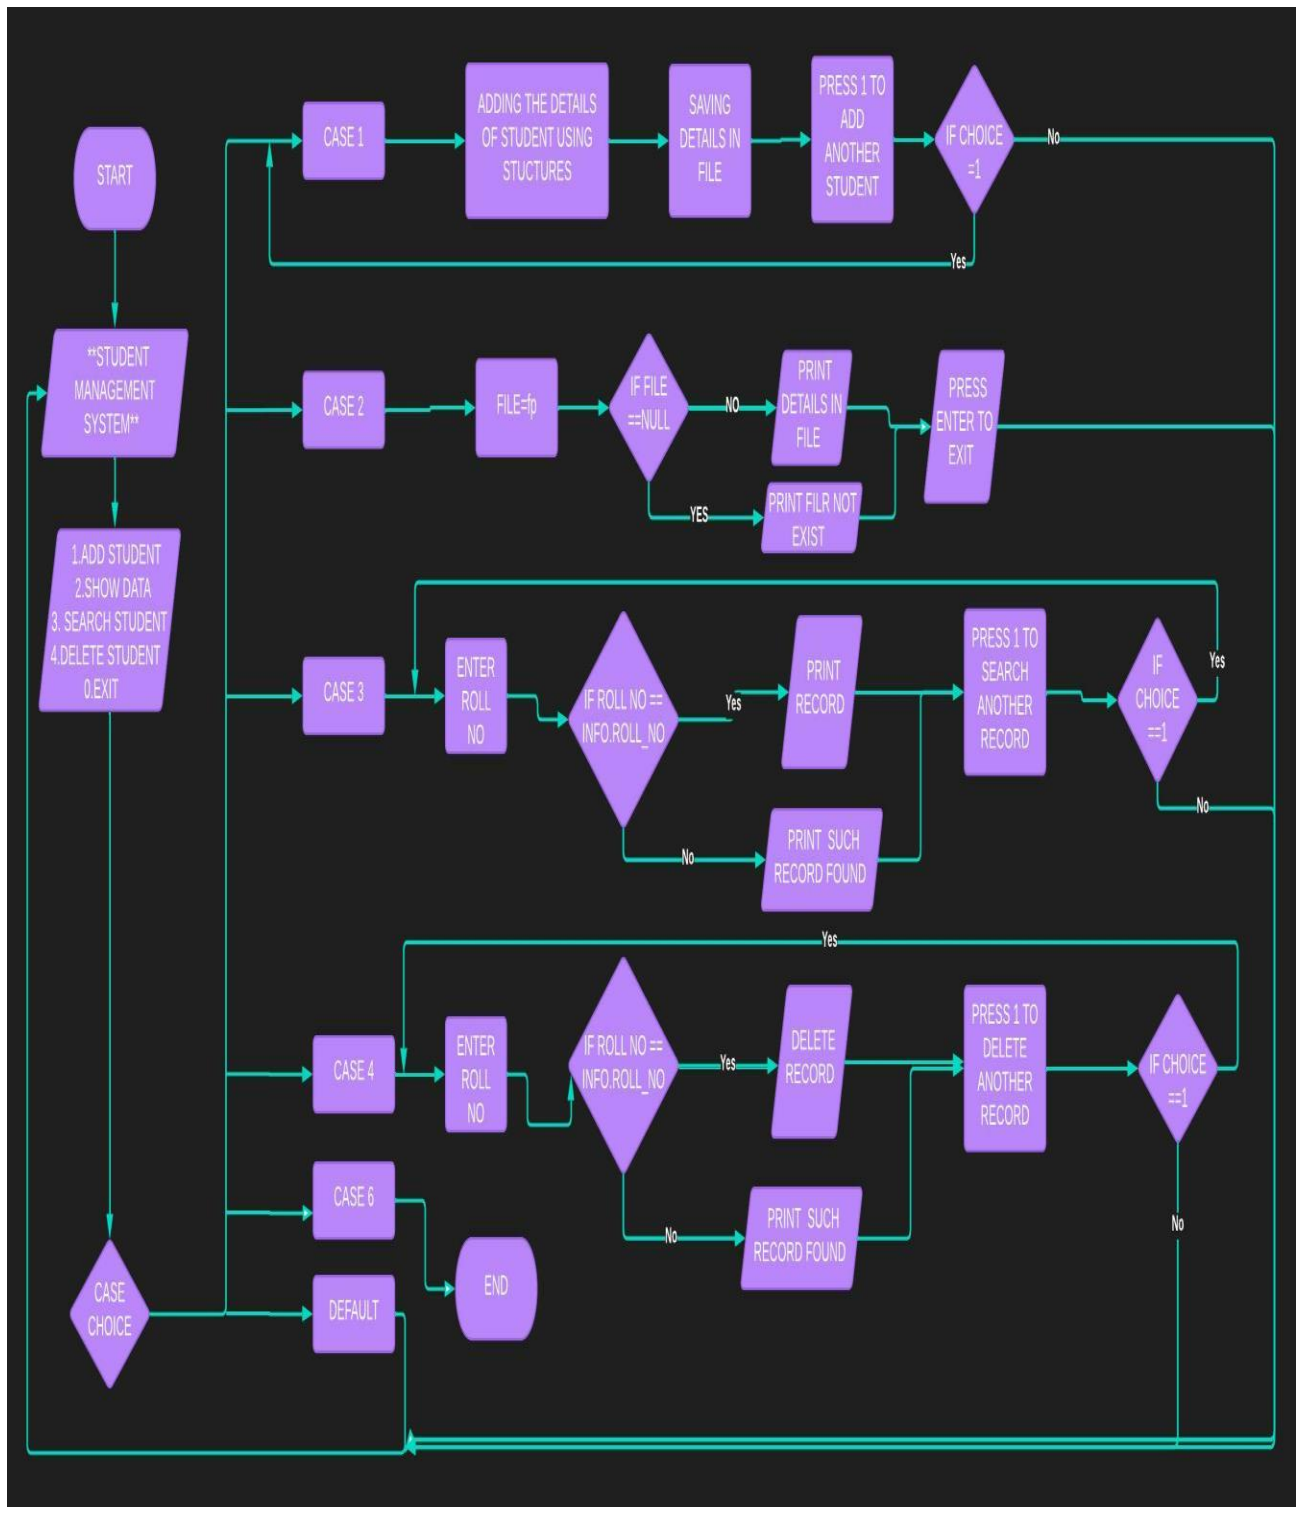 START
**STUDENT
MANAGEMENT
SYSTEM**
1.ADD STUDENT
2.SHOW DATA
3. SEARCH STUDENT
4.DELETE STUDENT
0.EXIT
CASE
CHOICE
CASE 1
ADDING THE DETAILS
OF STUDENT USING
STUCTURES
SAVING
DETAILS IN
FILE
PRESS 1 TO
ADD
ANOTHER
STUDENT
IF CHOICE
=1
No
Yes
CASE 2
FILE=fp
IF FILE
==NULL
NO
PRINT
DETAILS IN
FILE
YES
PRINT FILR NOT
EXIST
PRESS
ENTER TO
EXIT
CASE 3
ENTER
ROLL
NO
IF ROLL NO ==
INFO.ROLL_NO
Yes
PRINT
RECORD
No
PRINT SUCH
RECORD FOUND
PRESS 1 TO
SEARCH
ANOTHER
RECORD
IF
CHOICE
==1
Yes
No
CASE 4
ENTER
ROLL
NO
IF ROLL NO ==
INFO.ROLL_NO
Yes
DELETE
RECORD
No
PRINT SUCH
RECORD FOUND
PRESS 1 TO
DELETE
ANOTHER
RECORD
IF CHOICE
==1
Yes
No
CASE 6
END
DEFAULT